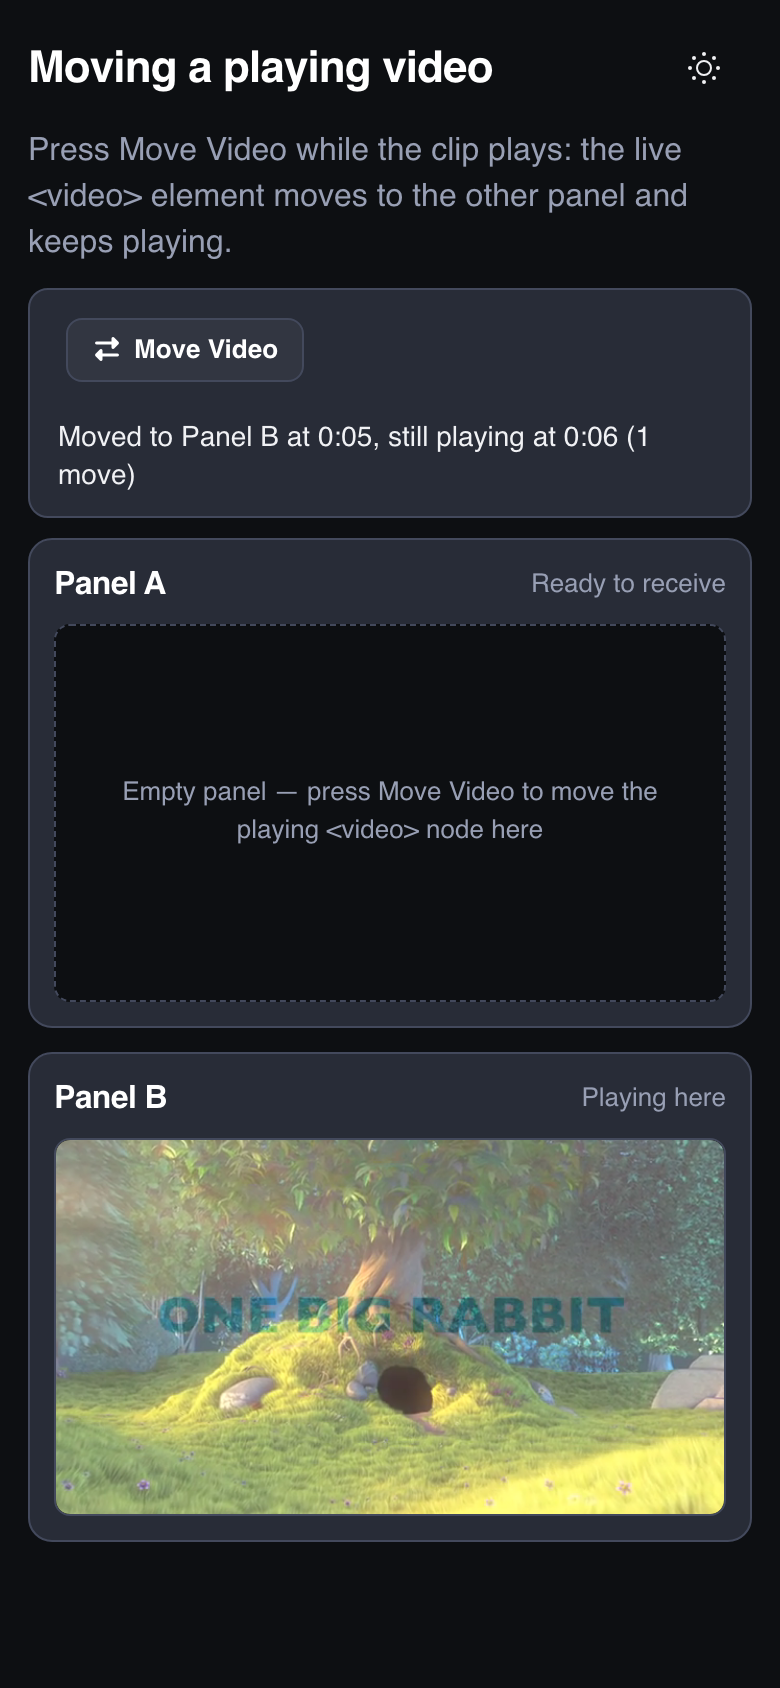 Moving a playing video
Press Move Video while the clip plays: the live
<video> element moves to the other panel and
keeps playing.
Move Video
Moved to Panel B at 0:05, still playing at 0:06 (1
move)
Panel A
Ready to receive
Empty panel — press Move Video to move the
playing <video> node here
Panel B
Playing here
ONE BIG RABBIT